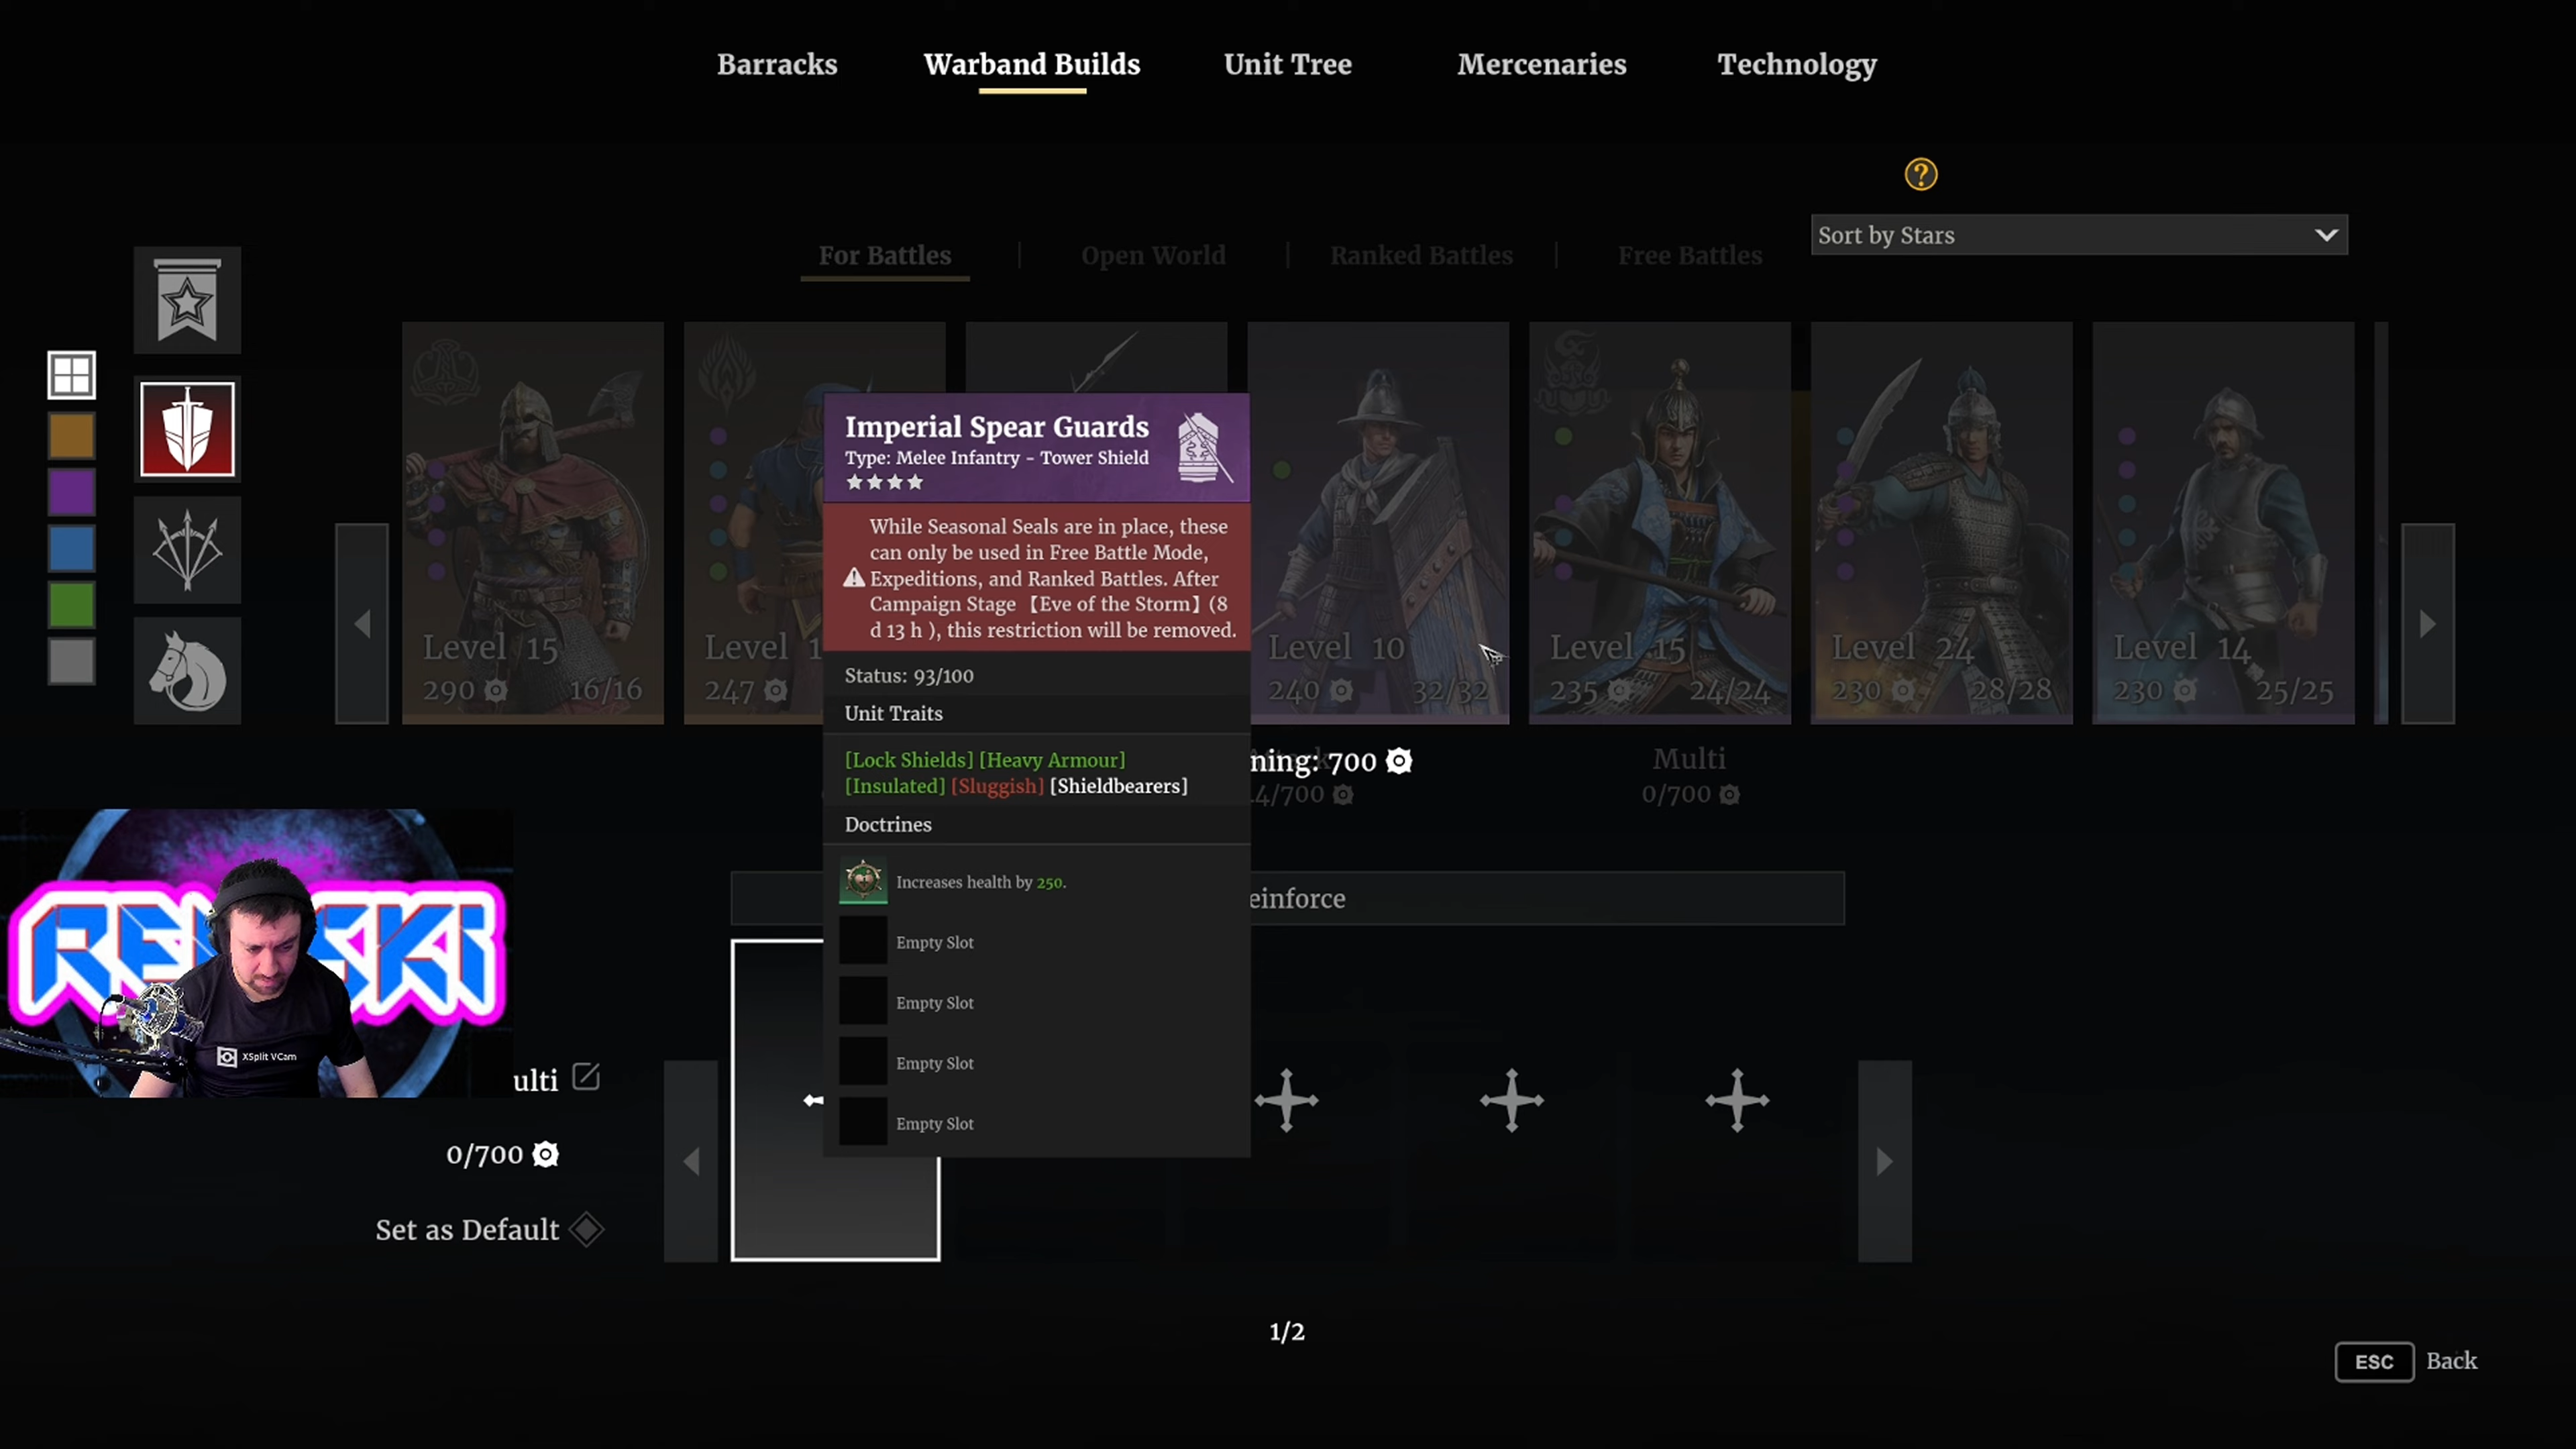 Barracks
Warband Builds
Unit Tree
Mercenaries
Technology
?
Sort by Stars
For Battles
Open World
Ranked Battles
Free Battles
Imperial Spear Guards
Type: Melee Infantry - Tower Shield
While Seasonal Seals are in place, these
can only be used in Free Battle Mode,
Expeditions, and Ranked Battles. After
Campaign Stage【Eve of the Storm】(8
d 13 h ), this restriction will be removed.
Status: 93/100
Unit Traits
[Lock Shields] [Heavy Armour]
[Insulated] [Sluggish] [Shieldbearers]
Doctrines
Increases health by 250.
Empty Slot
Empty Slot
Empty Slot
Empty Slot
Level 15
290
16/16
Level 1
247
Level 10
240
32/32
Level 15
235
24/24
Level 24
230
28/28
Level 14
230
25/25
ning: 700
4/700
Multi
0/700
einforce
XSplit VCam
ulti
0/700
Set as Default
1/2
ESC
Back